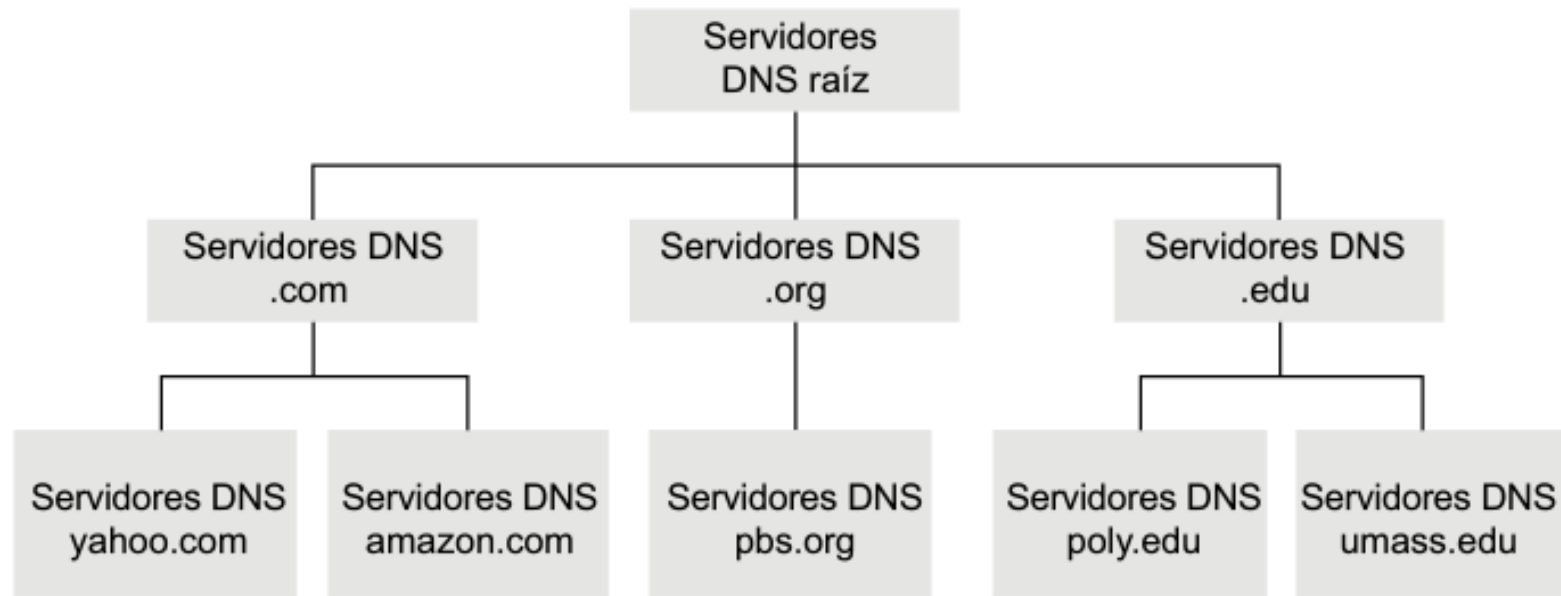 Servidores
DNS raíz
Servidores DNS
.com
Servidores DNS
.org
Servidores DNS
.edu
Servidores DNS
yahoo.com
Servidores DNS
amazon.com
Servidores DNS
pbs.org
Servidores DNS
poly.edu
Servidores DNS
umass.edu